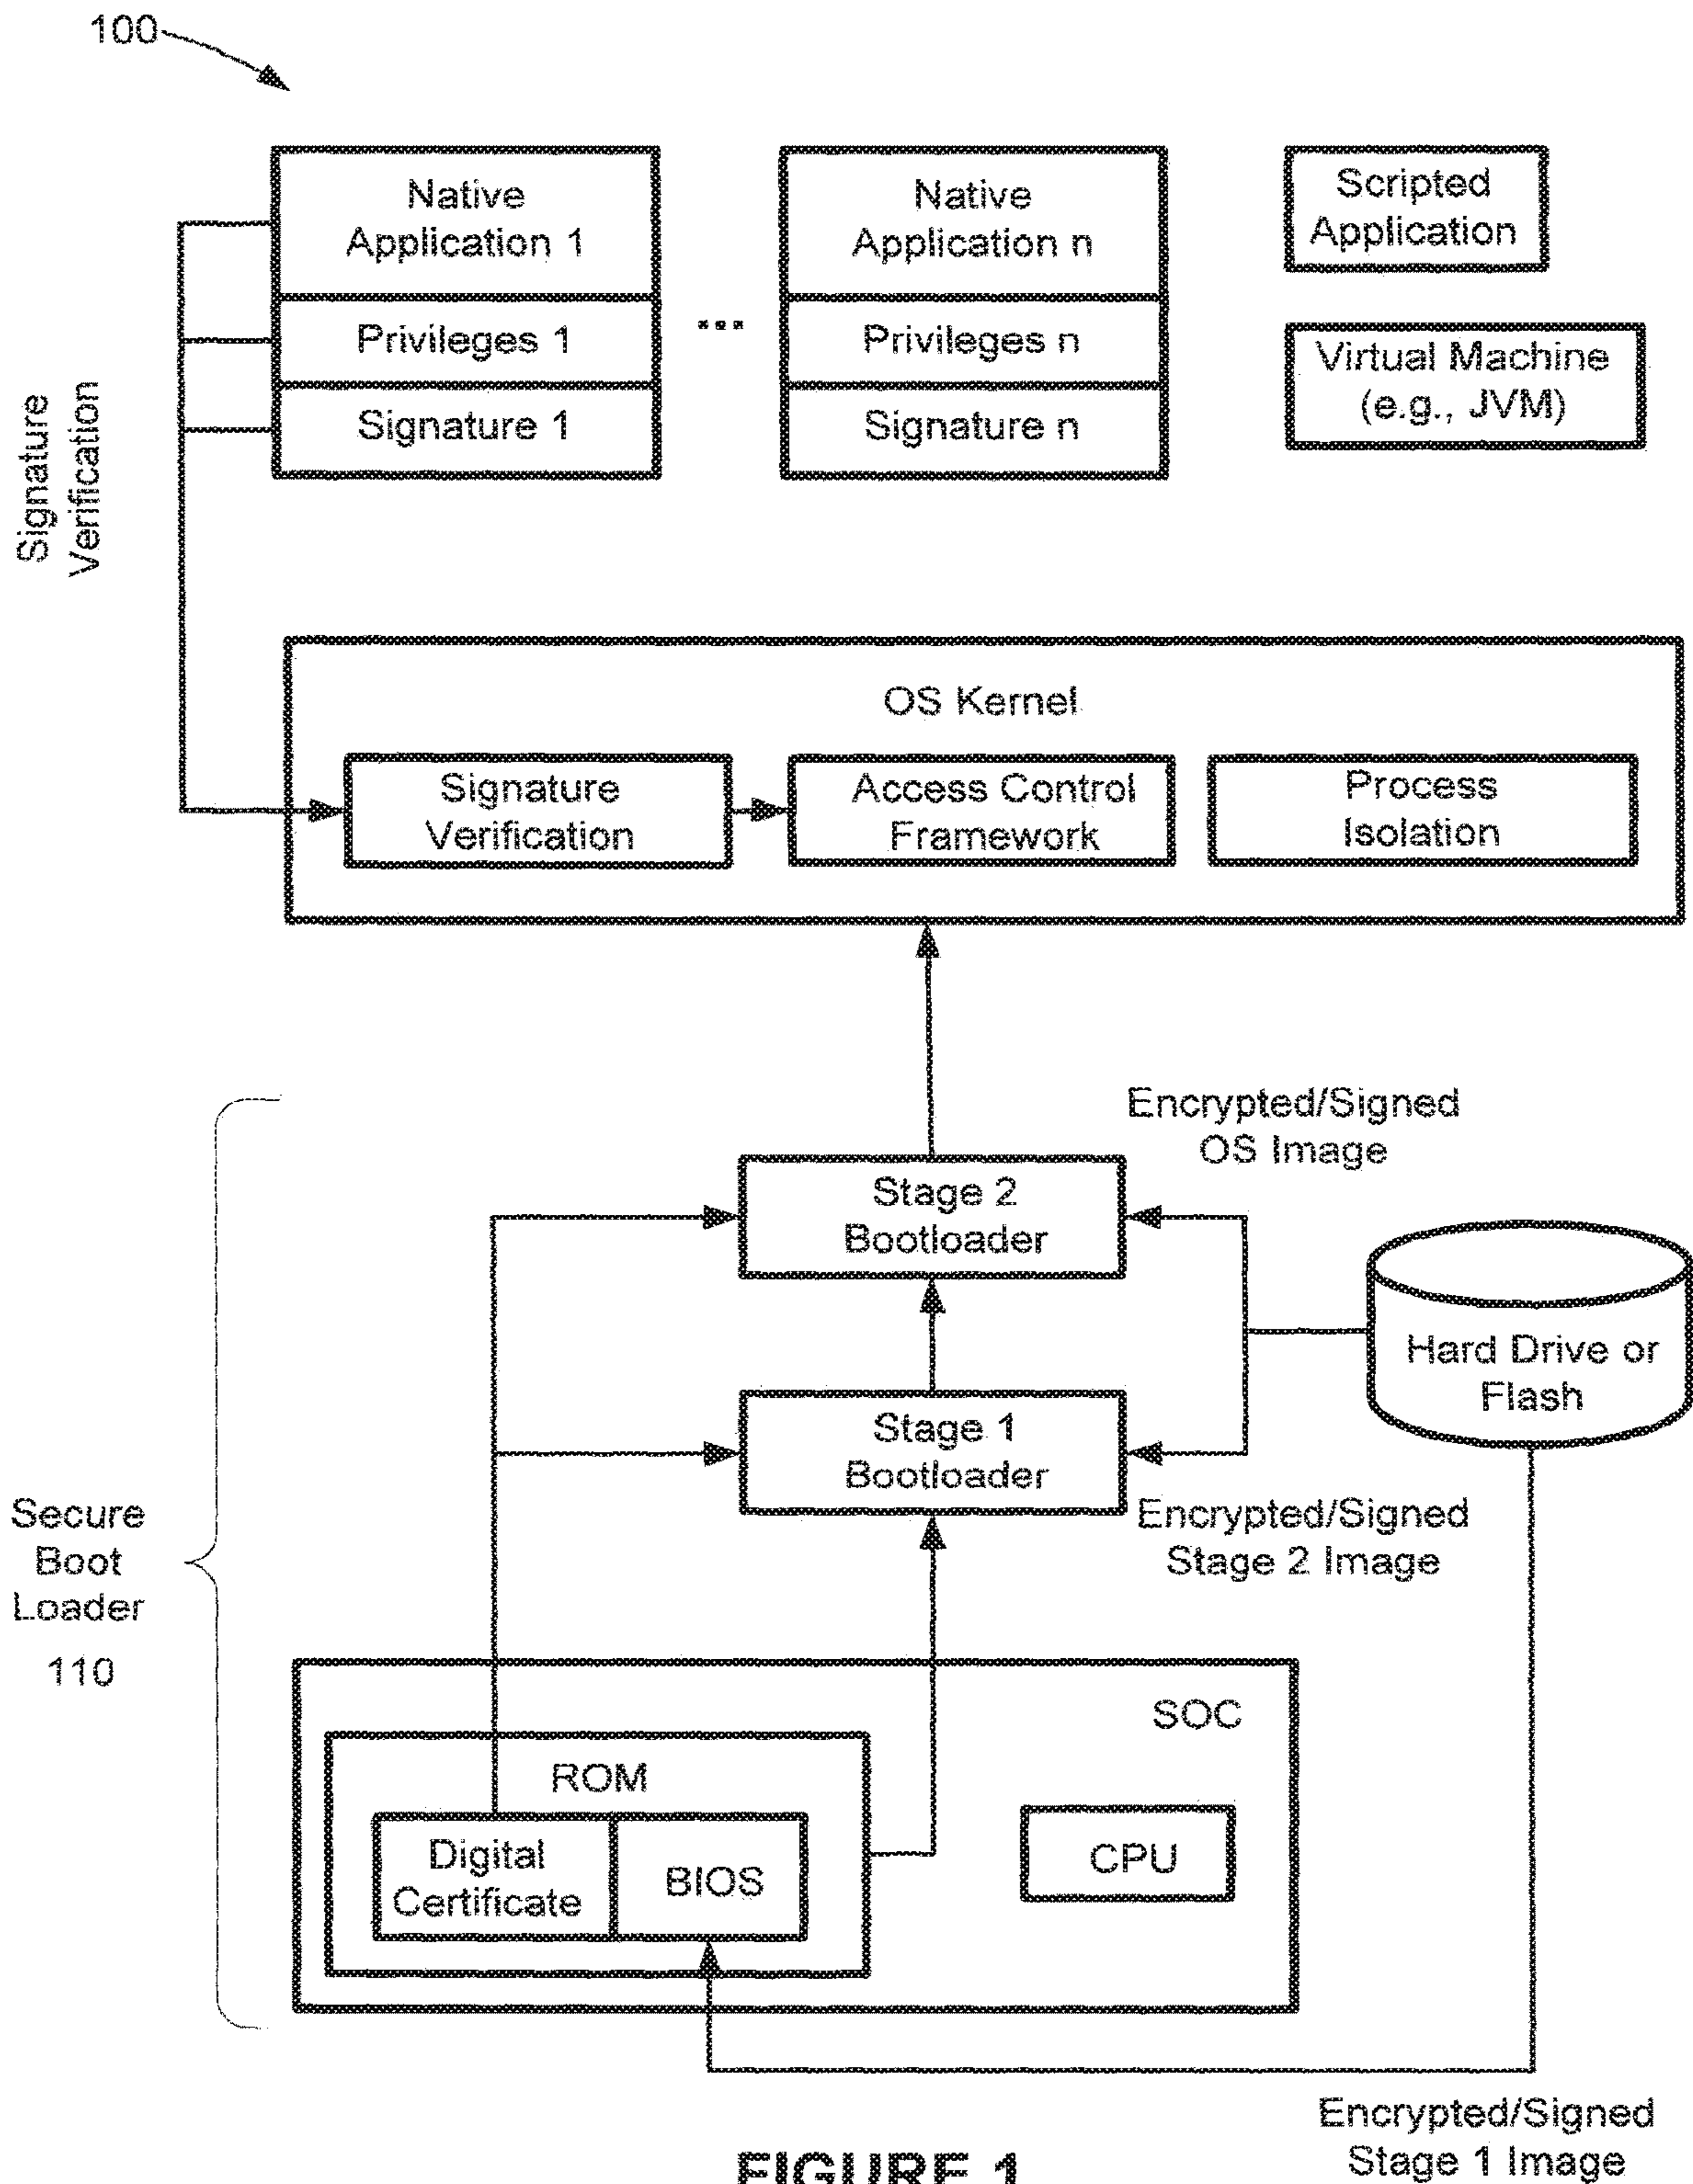 100
Native
Application 1
Privileges 1
Signature 1
...
Native
Application n
Privileges n
Signature n
Scripted
Application
Virtual Machine
(e.g., JVM)
Signature
Verification
OS Kernel
Signature
Verification
Access Control
Framework
Process
Isolation
Encrypted/Signed
OS Image
Stage 2
Bootloader
Hard Drive or
Flash
Stage 1
Bootloader
Encrypted/Signed
Stage 2 Image
Secure
Boot
Loader
110
SOC
ROM
Digital
Certificate
BIOS
CPU
Encrypted/Signed
Stage 1 Image
FIGURE 1